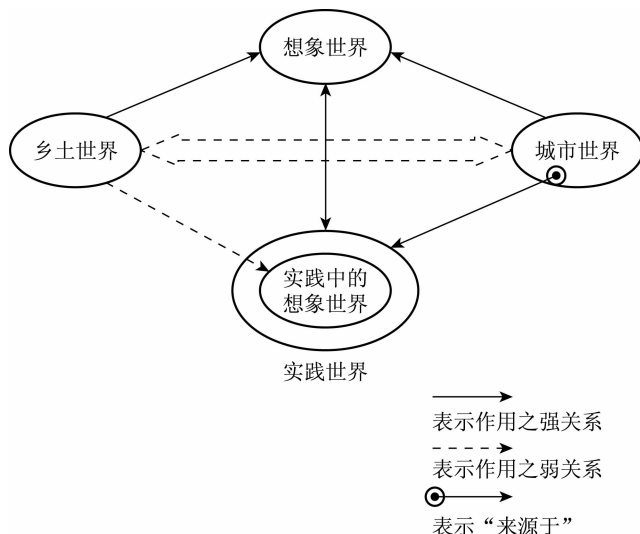 想象世界
乡土世界
城市世界
实践中的
想象世界
实践世界
表示作用之强关系
表示作用之弱关系
表示“来源于”